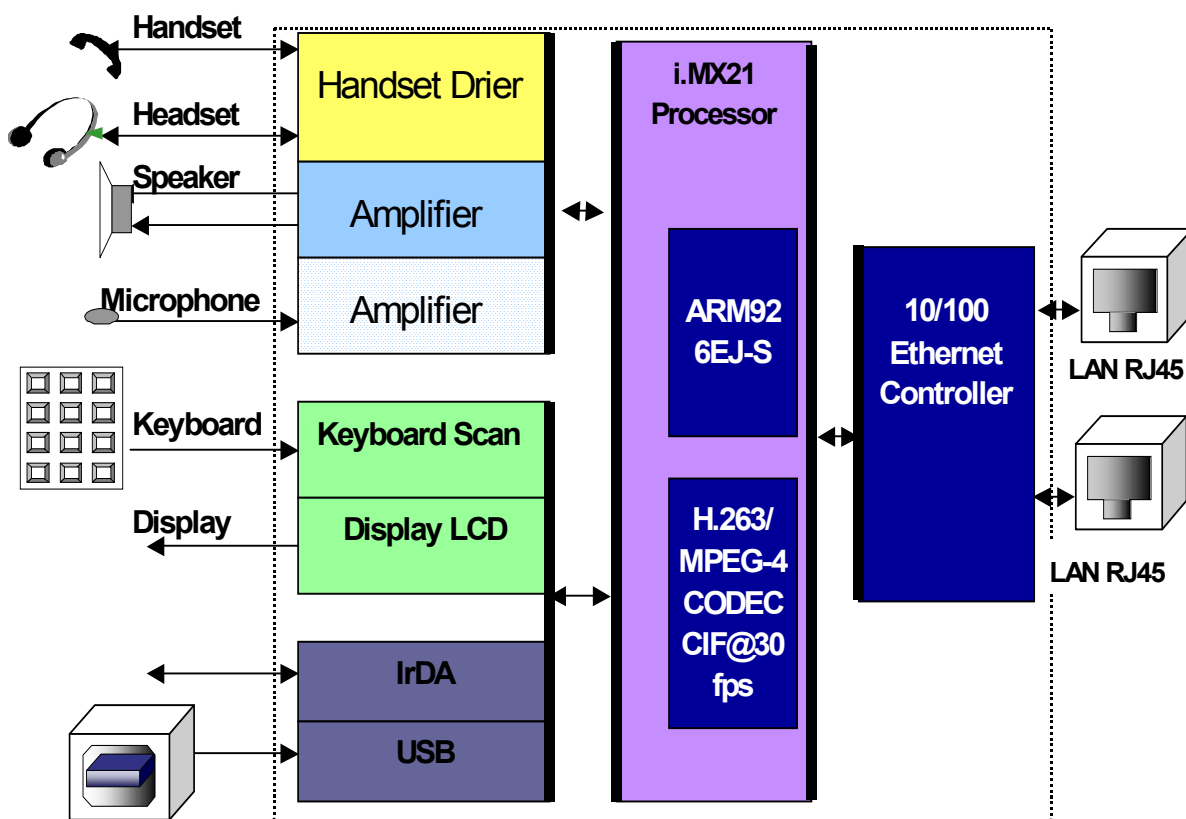 Handset
Headset
Speaker
Microphone
Keyboard
Display
Handset Drier
Amplifier
Amplifier
Keyboard Scan
Display LCD
IrDA
USB
i.MX21
Processor
ARM92
6EJ-S
H.263/
MPEG-4
CODEC
CIF@30
fps
10/100
Ethernet
Controller
LAN RJ45
LAN RJ45